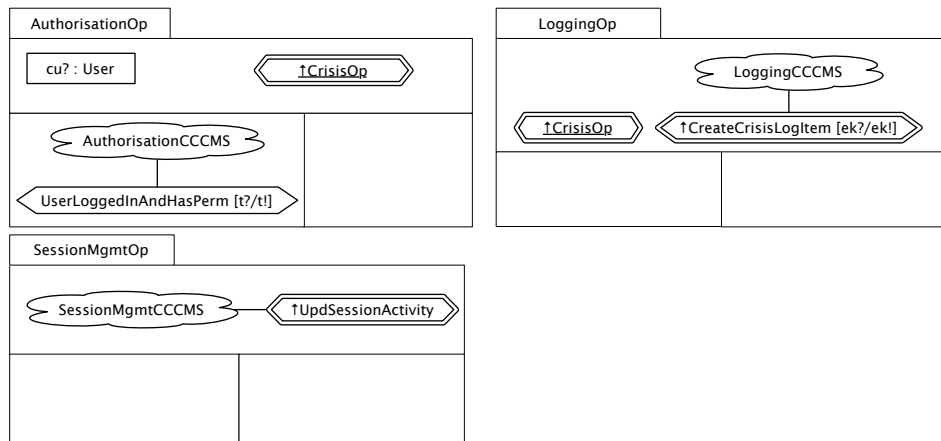 AuthorisationOp
cu? : User
↑CrisisOp
AuthorisationCCCMS
UserLoggedInAndHasPerm [t?/t!]
LoggingOp
LoggingCCCMS
↑CrisisOp
↑CreateCrisisLogItem [ek?/ek!]
SessionMgmtOp
SessionMgmtCCCMS
↑UpdSessionActivity